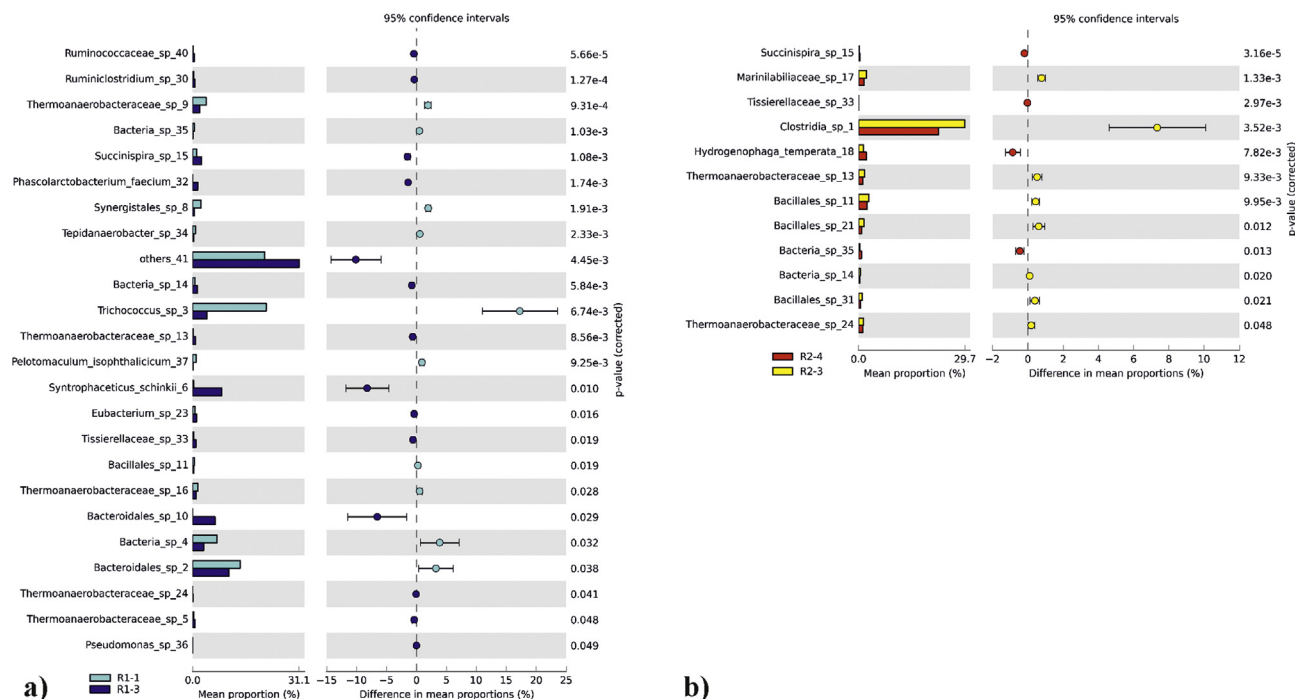 95% confidence intervals
Ruminococcaceae_sp_40 5.66e-5
Ruminiclostridium_sp_30 1.27e-4
Thermoanaerobacteraceae_sp_9 9.31e-4
Bacteria_sp_35 1.03e-3
Succinispira_sp_15 1.08e-3
Phascolarctobacterium_faecium_32 1.74e-3
Synergistales_sp_8 1.91e-3
Tepidanaerobacter_sp_34 2.33e-3
others_41 4.45e-3
Bacteria_sp_14 5.84e-3
Trichococcus_sp_3 6.74e-3
Thermoanaerobacteraceae_sp_13 8.56e-3
Pelotomaculum_isophthalicicum_37 9.25e-3
Syntrophaceticus_schinkii_6 0.010
Eubacterium_sp_23 0.016
Tissierellaceae_sp_33 0.019
Bacillales_sp_11 0.019
Thermoanaerobacteraceae_sp_16 0.028
Bacteroidales_sp_10 0.029
Bacteria_sp_4 0.032
Bacteroidales_sp_2 0.038
Thermoanaerobacteraceae_sp_24 0.041
Thermoanaerobacteraceae_sp_5 0.048
Pseudomonas_sp_36 0.049
p-value (corrected)
0.0 31.1 −15 −10 −5 0 5 10 15 20 25
Mean proportion (%) Difference in mean proportions (%)
R1-1
R1-3
a)
95% confidence intervals
Succinispira_sp_15 3.16e-5
Marinilabiliaceae_sp_17 1.33e-3
Tissierellaceae_sp_33 2.97e-3
Clostridia_sp_1 3.52e-3
Hydrogenophaga_temperata_18 7.82e-3
Thermoanaerobacteraceae_sp_13 9.33e-3
Bacillales_sp_11 9.95e-3
Bacillales_sp_21 0.012
Bacteria_sp_35 0.013
Bacteria_sp_14 0.020
Bacillales_sp_31 0.021
Thermoanaerobacteraceae_sp_24 0.048
p-value (corrected)
0.0 29.7 −2 0 2 4 6 8 10 12
Mean proportion (%) Difference in mean proportions (%)
R2-4
R2-3
b)